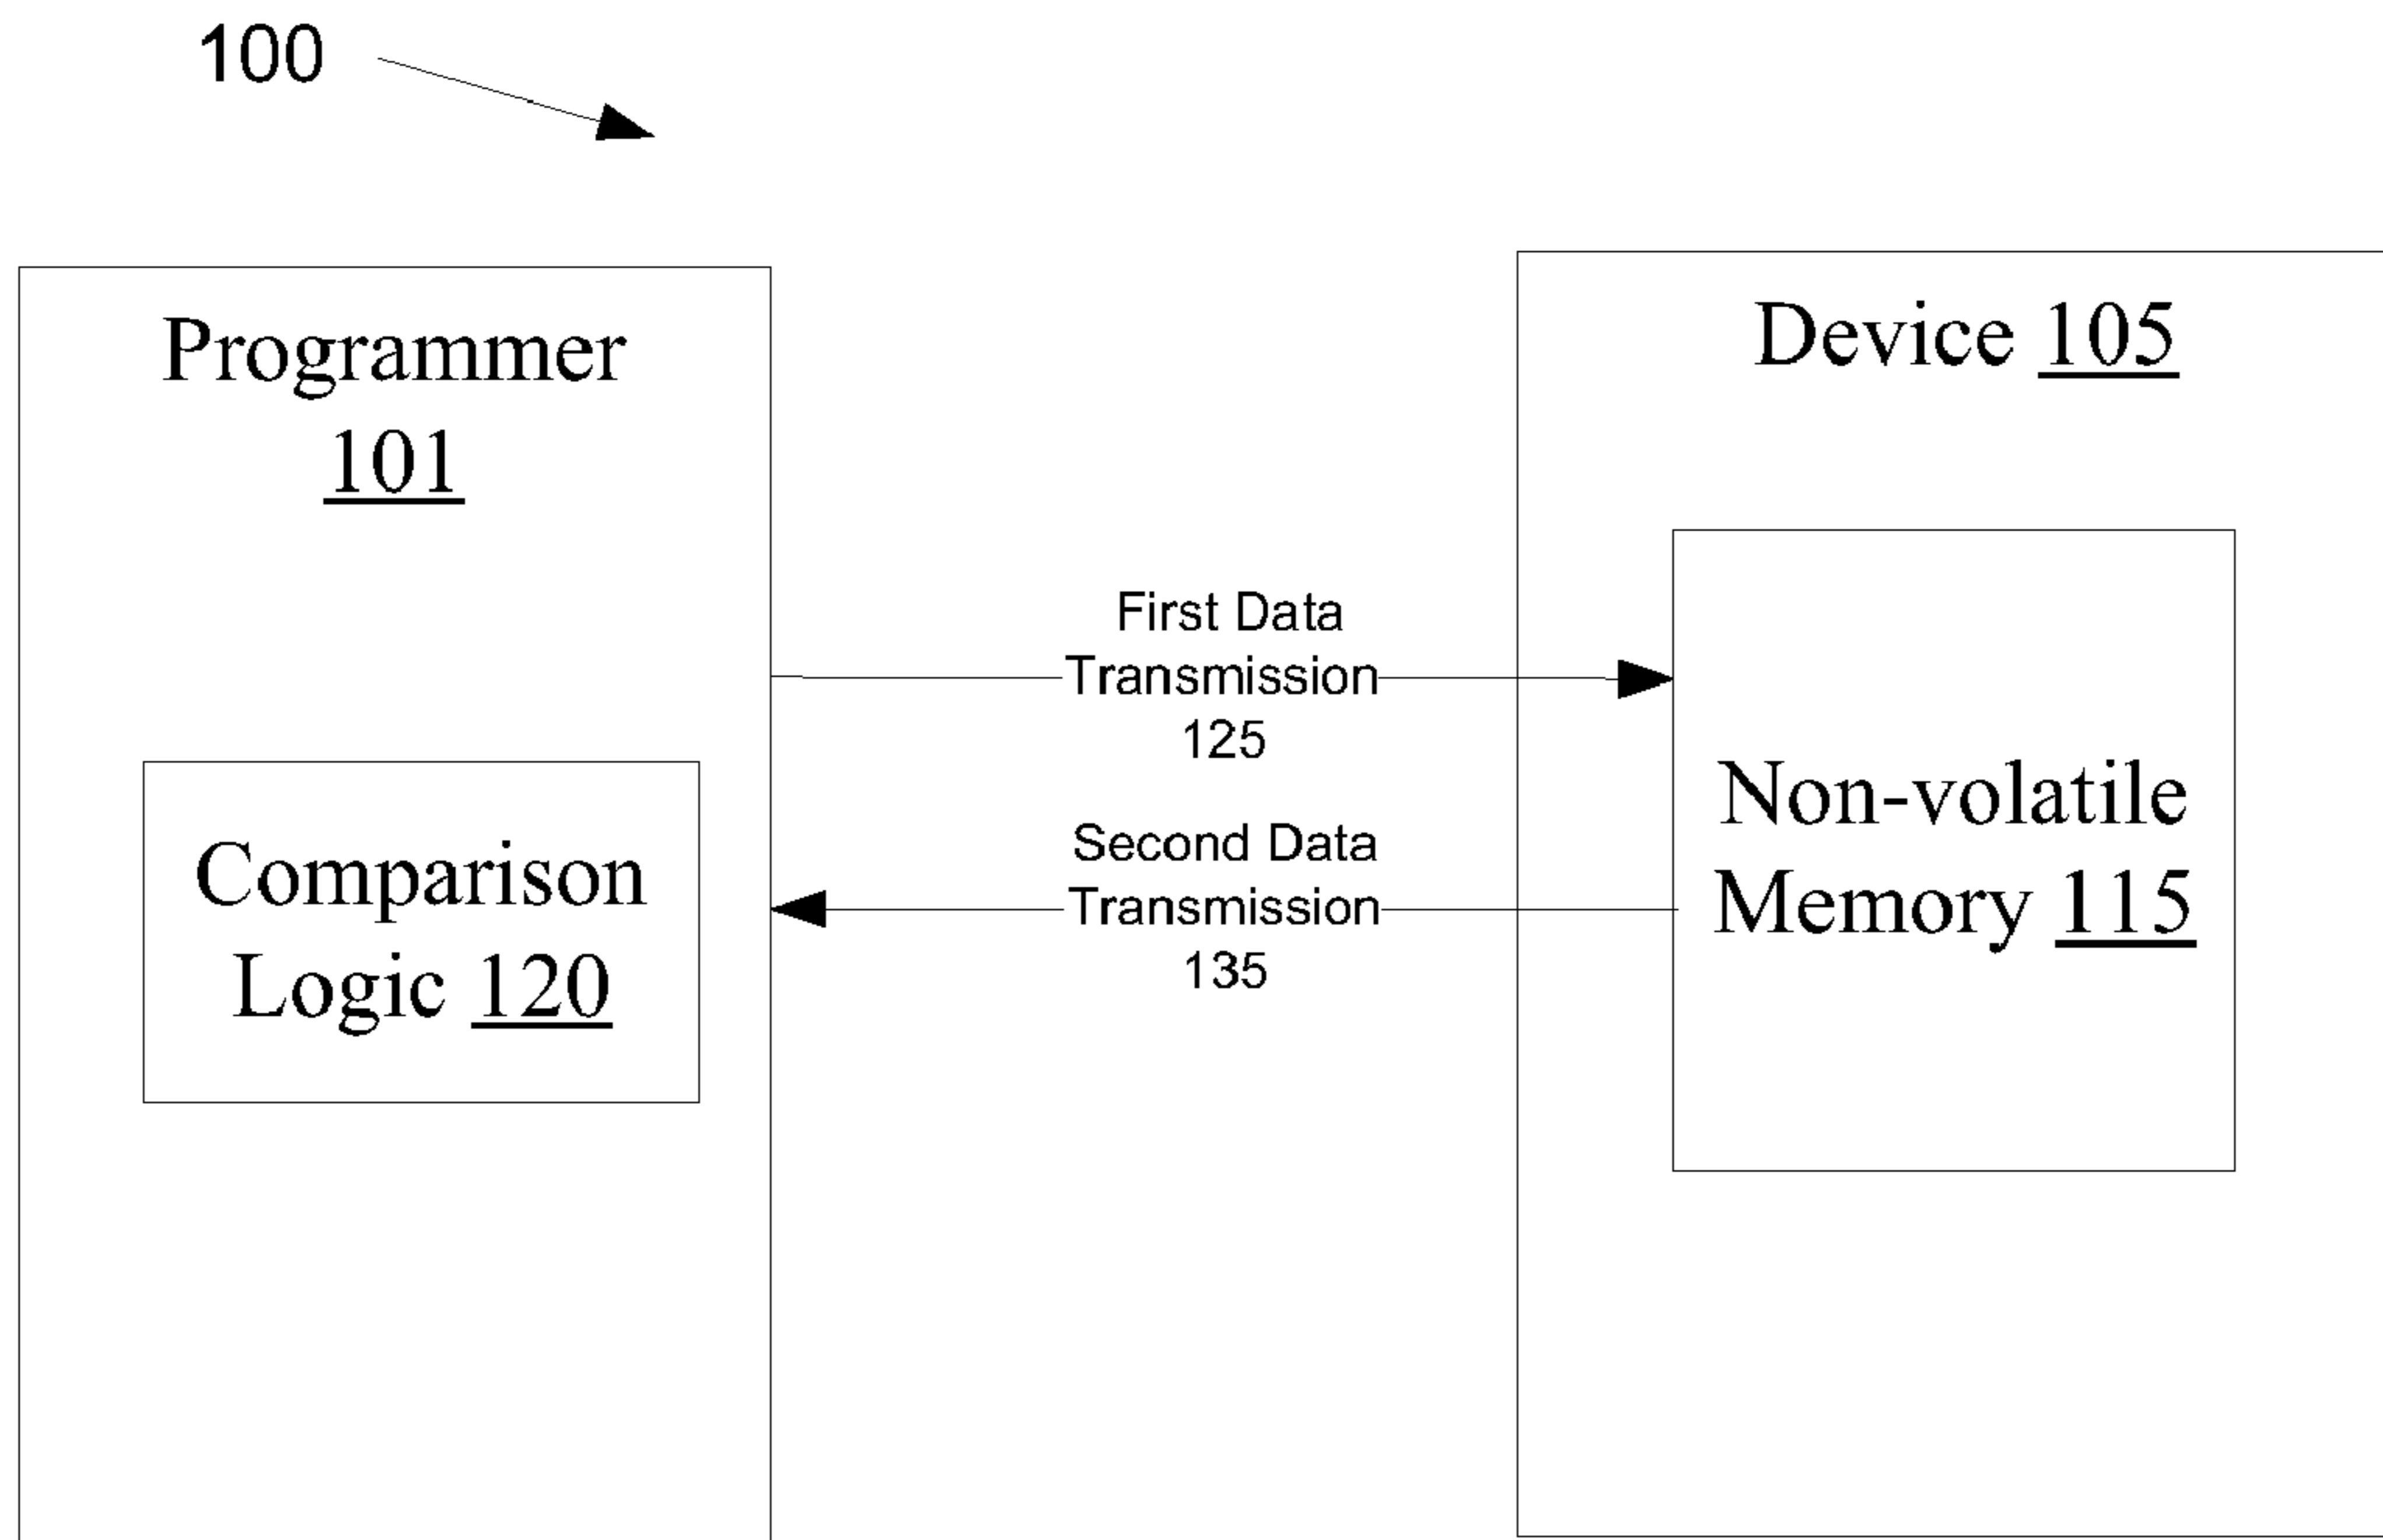 100
Programmer
101
Device 105
First Data
Transmission
125
Non-volatile
Memory 115
Comparison
Logic 120
Second Data
Transmission
135